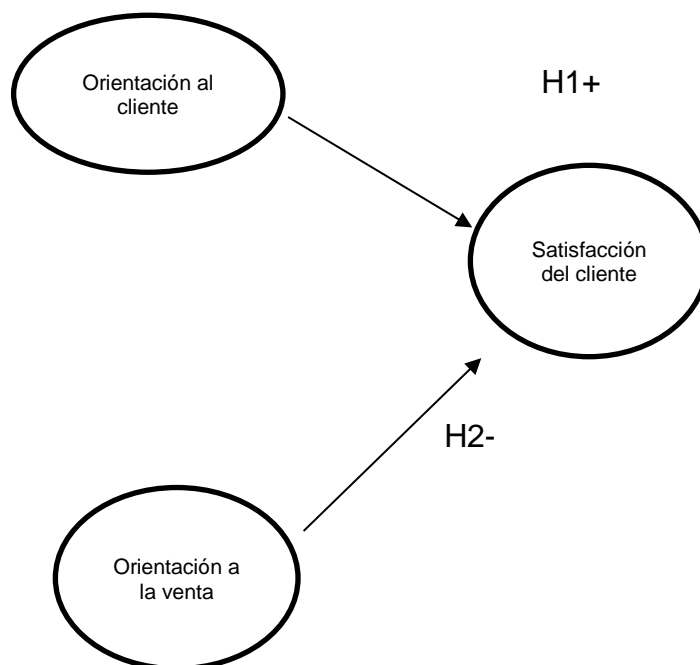 Orientación al
cliente
H1+
Satisfacción
del cliente
H2-
Orientación a
la venta